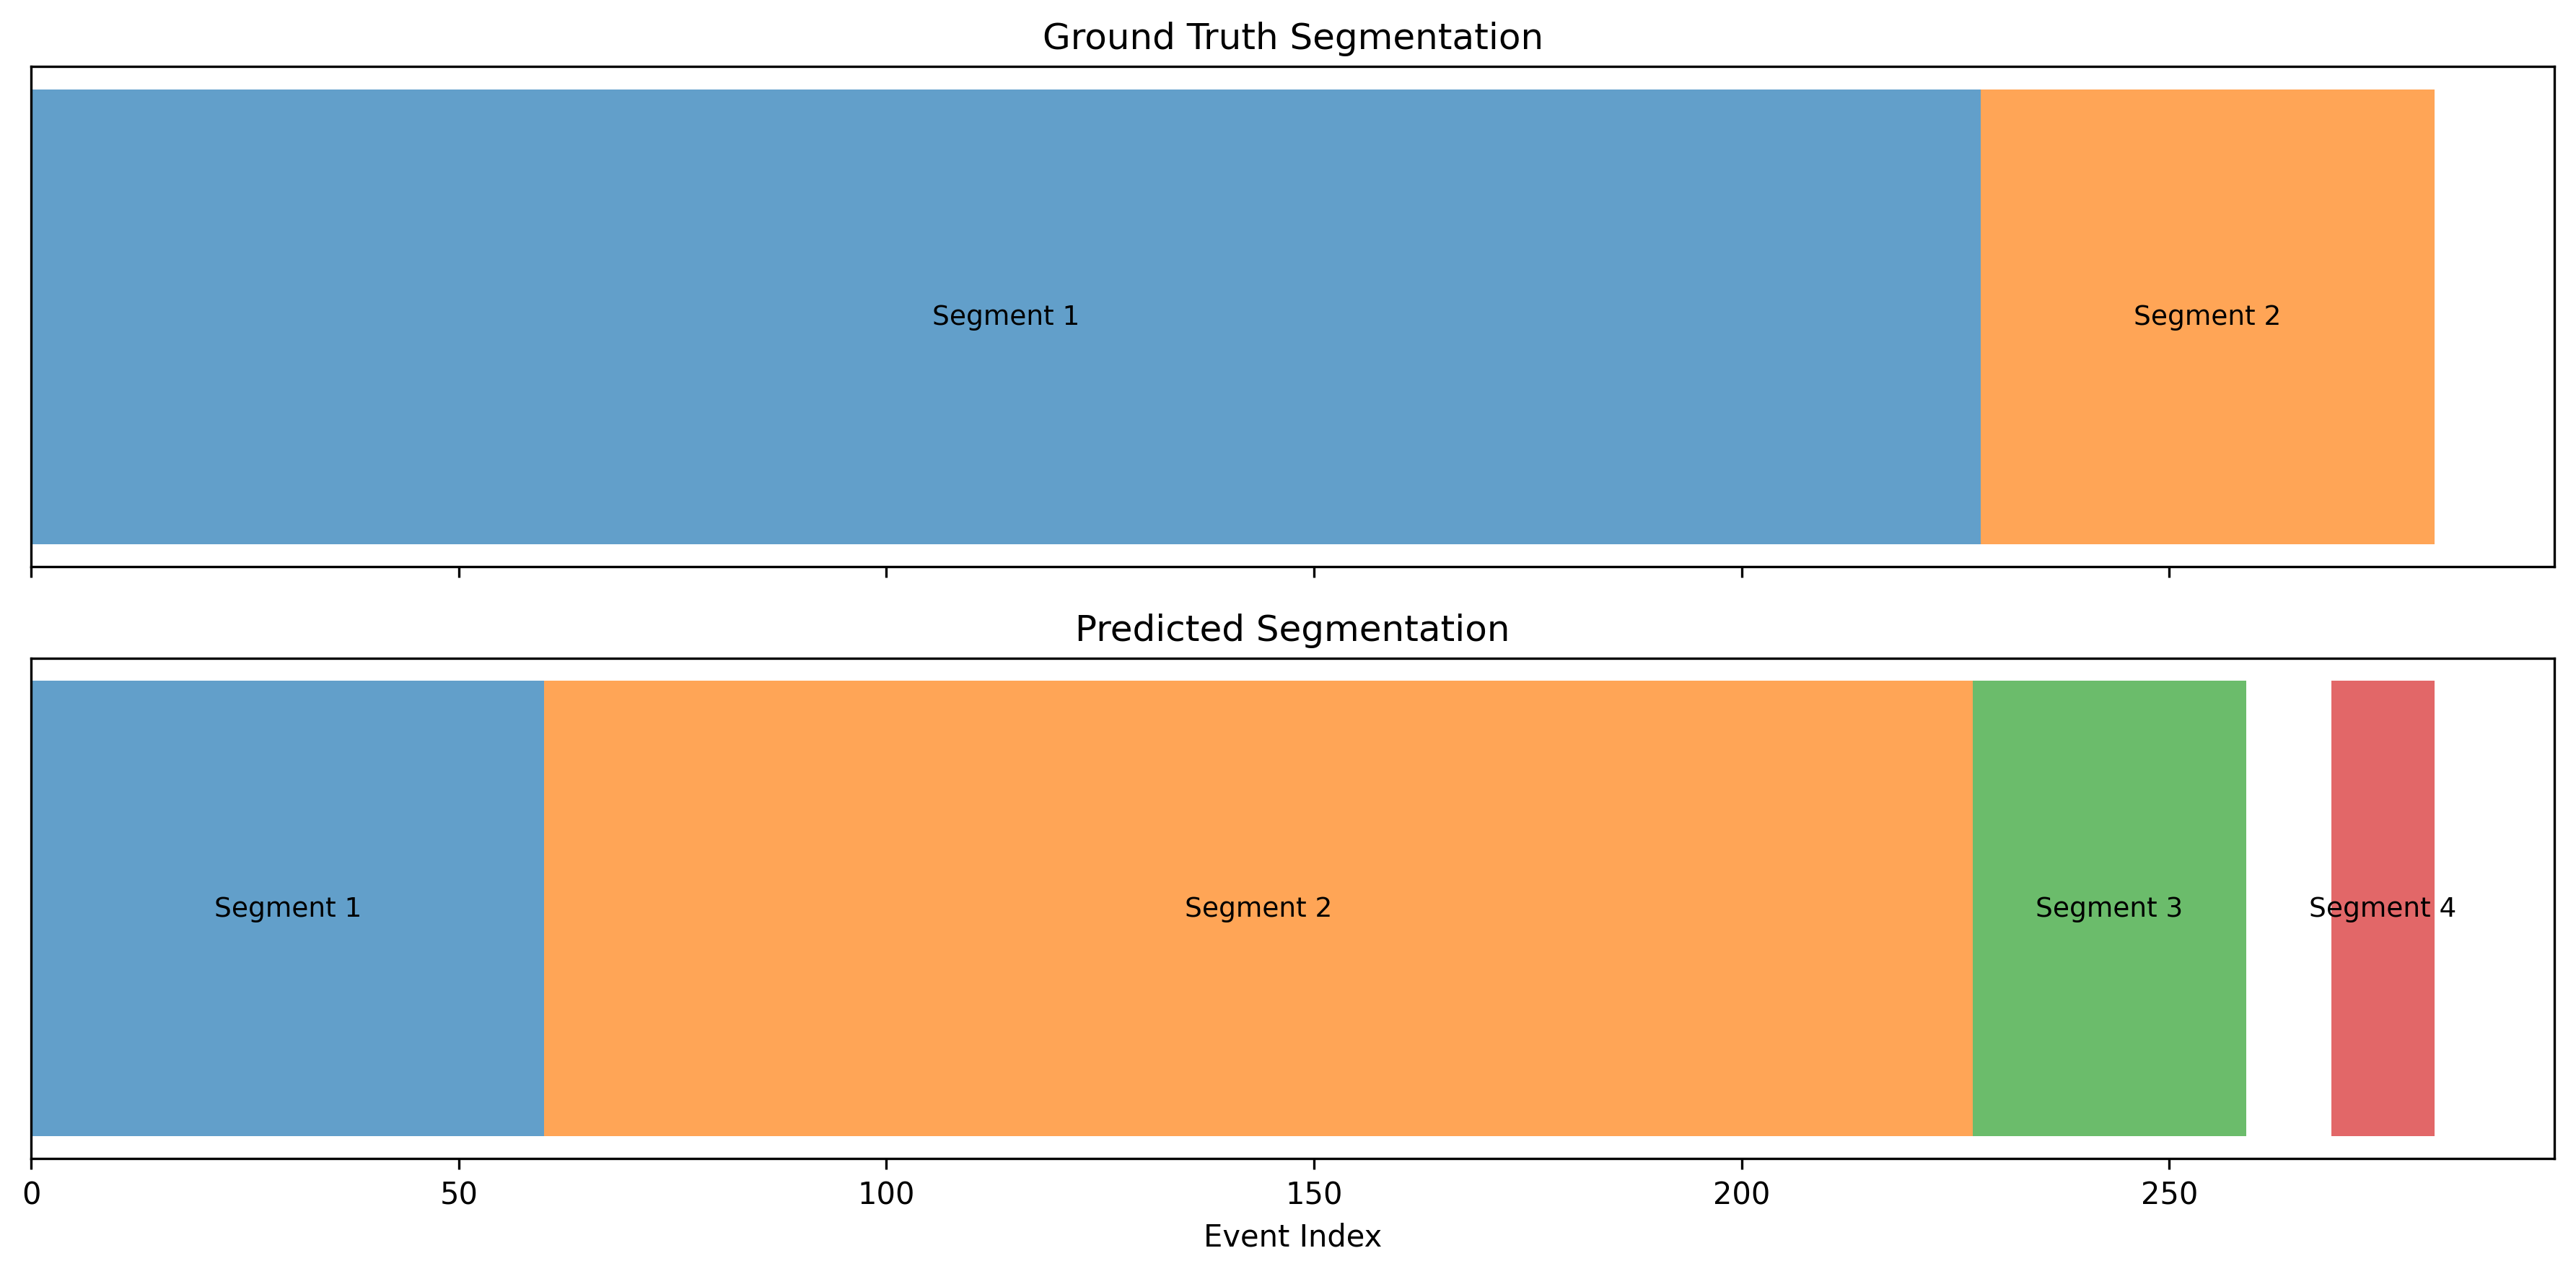 Ground Truth Segmentation
Segment 1
Segment 2
Predicted Segmentation
Segment 1
Segment 2
Segment 3
Segment 4
0
50
100
150
200
250
Event Index